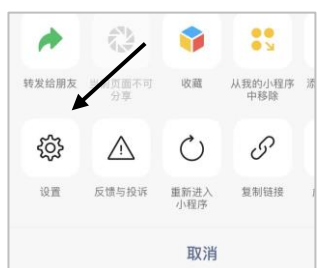 转发给朋友 当前页面不可 收藏 从我的小程序 添
分享 中移除
设置 反馈与投诉 重新进入 复制链接
小程序
取消